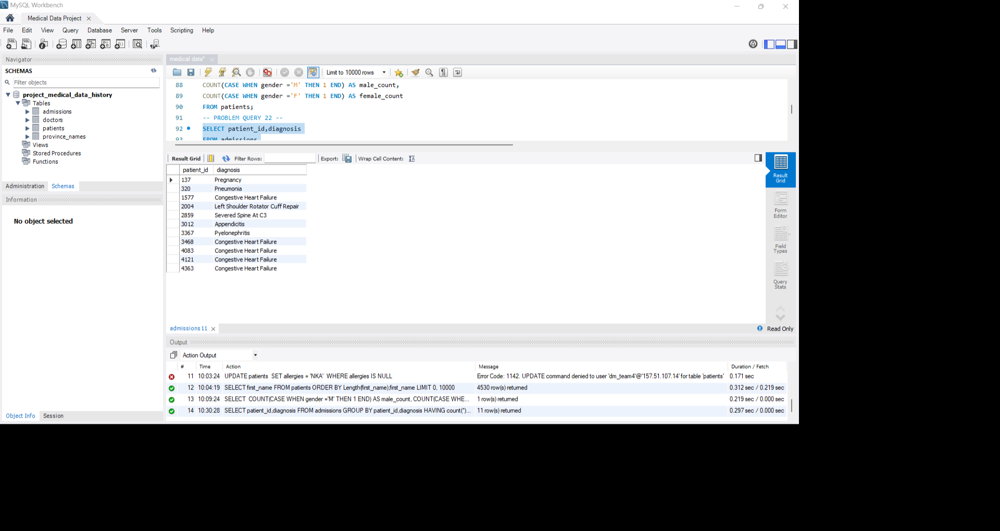 MySQL Workbench
Medical Data Project
File Edit View Query Database Server Tools Scripting Help
Navigator
SCHEMAS
Filter objects
project_medical_data_history
Tables
admissions
doctors
patients
province_names
Views
Stored Procedures
Functions
Administration Schemas
Information
No object selected
Object Info Session
medical data*
Limit to 10000 rows
88 COUNT(CASE WHEN gender ='M' THEN 1 END) AS male_count,
89 COUNT(CASE WHEN gender ='F' THEN 1 END) AS female_count
90 FROM patients;
91 -- PROBLEM QUERY 22 --
92 SELECT patient_id,diagnosis
93 FROM admissions
Result Grid Filter Rows: Export: Wrap Cell Content:
patient_id diagnosis
137 Pregnancy
320 Pneumonia
1577 Congestive Heart Failure
2004 Left Shoulder Rotator Cuff Repair
2859 Severed Spine At C3
3012 Appendicitis
3367 Pyelonephritis
3468 Congestive Heart Failure
4083 Congestive Heart Failure
4121 Congestive Heart Failure
4363 Congestive Heart Failure
Result
Grid
Form
Editor
Field
Types
Query
Stats
admissions 11
Read Only
Output
Action Output
# Time Action Message Duration / Fetch
11 10:03:24 UPDATE patients SET allergies = 'NKA' WHERE allergies IS NULL Error Code: 1142. UPDATE command denied to user 'dm_team4'@'157.51.107.14' for table 'patients' 0.171 sec
12 10:04:19 SELECT first_name FROM patients ORDER BY Length(first_name),first_name LIMIT 0, 10000 4530 row(s) returned 0.312 sec / 0.219 sec
13 10:09:24 SELECT COUNT(CASE WHEN gender ='M' THEN 1 END) AS male_count, COUNT(CASE WHE... 1 row(s) returned 0.219 sec / 0.000 sec
14 10:30:28 SELECT patient_id,diagnosis FROM admissions GROUP BY patient_id,diagnosis HAVING count(*)... 11 row(s) returned 0.297 sec / 0.000 sec